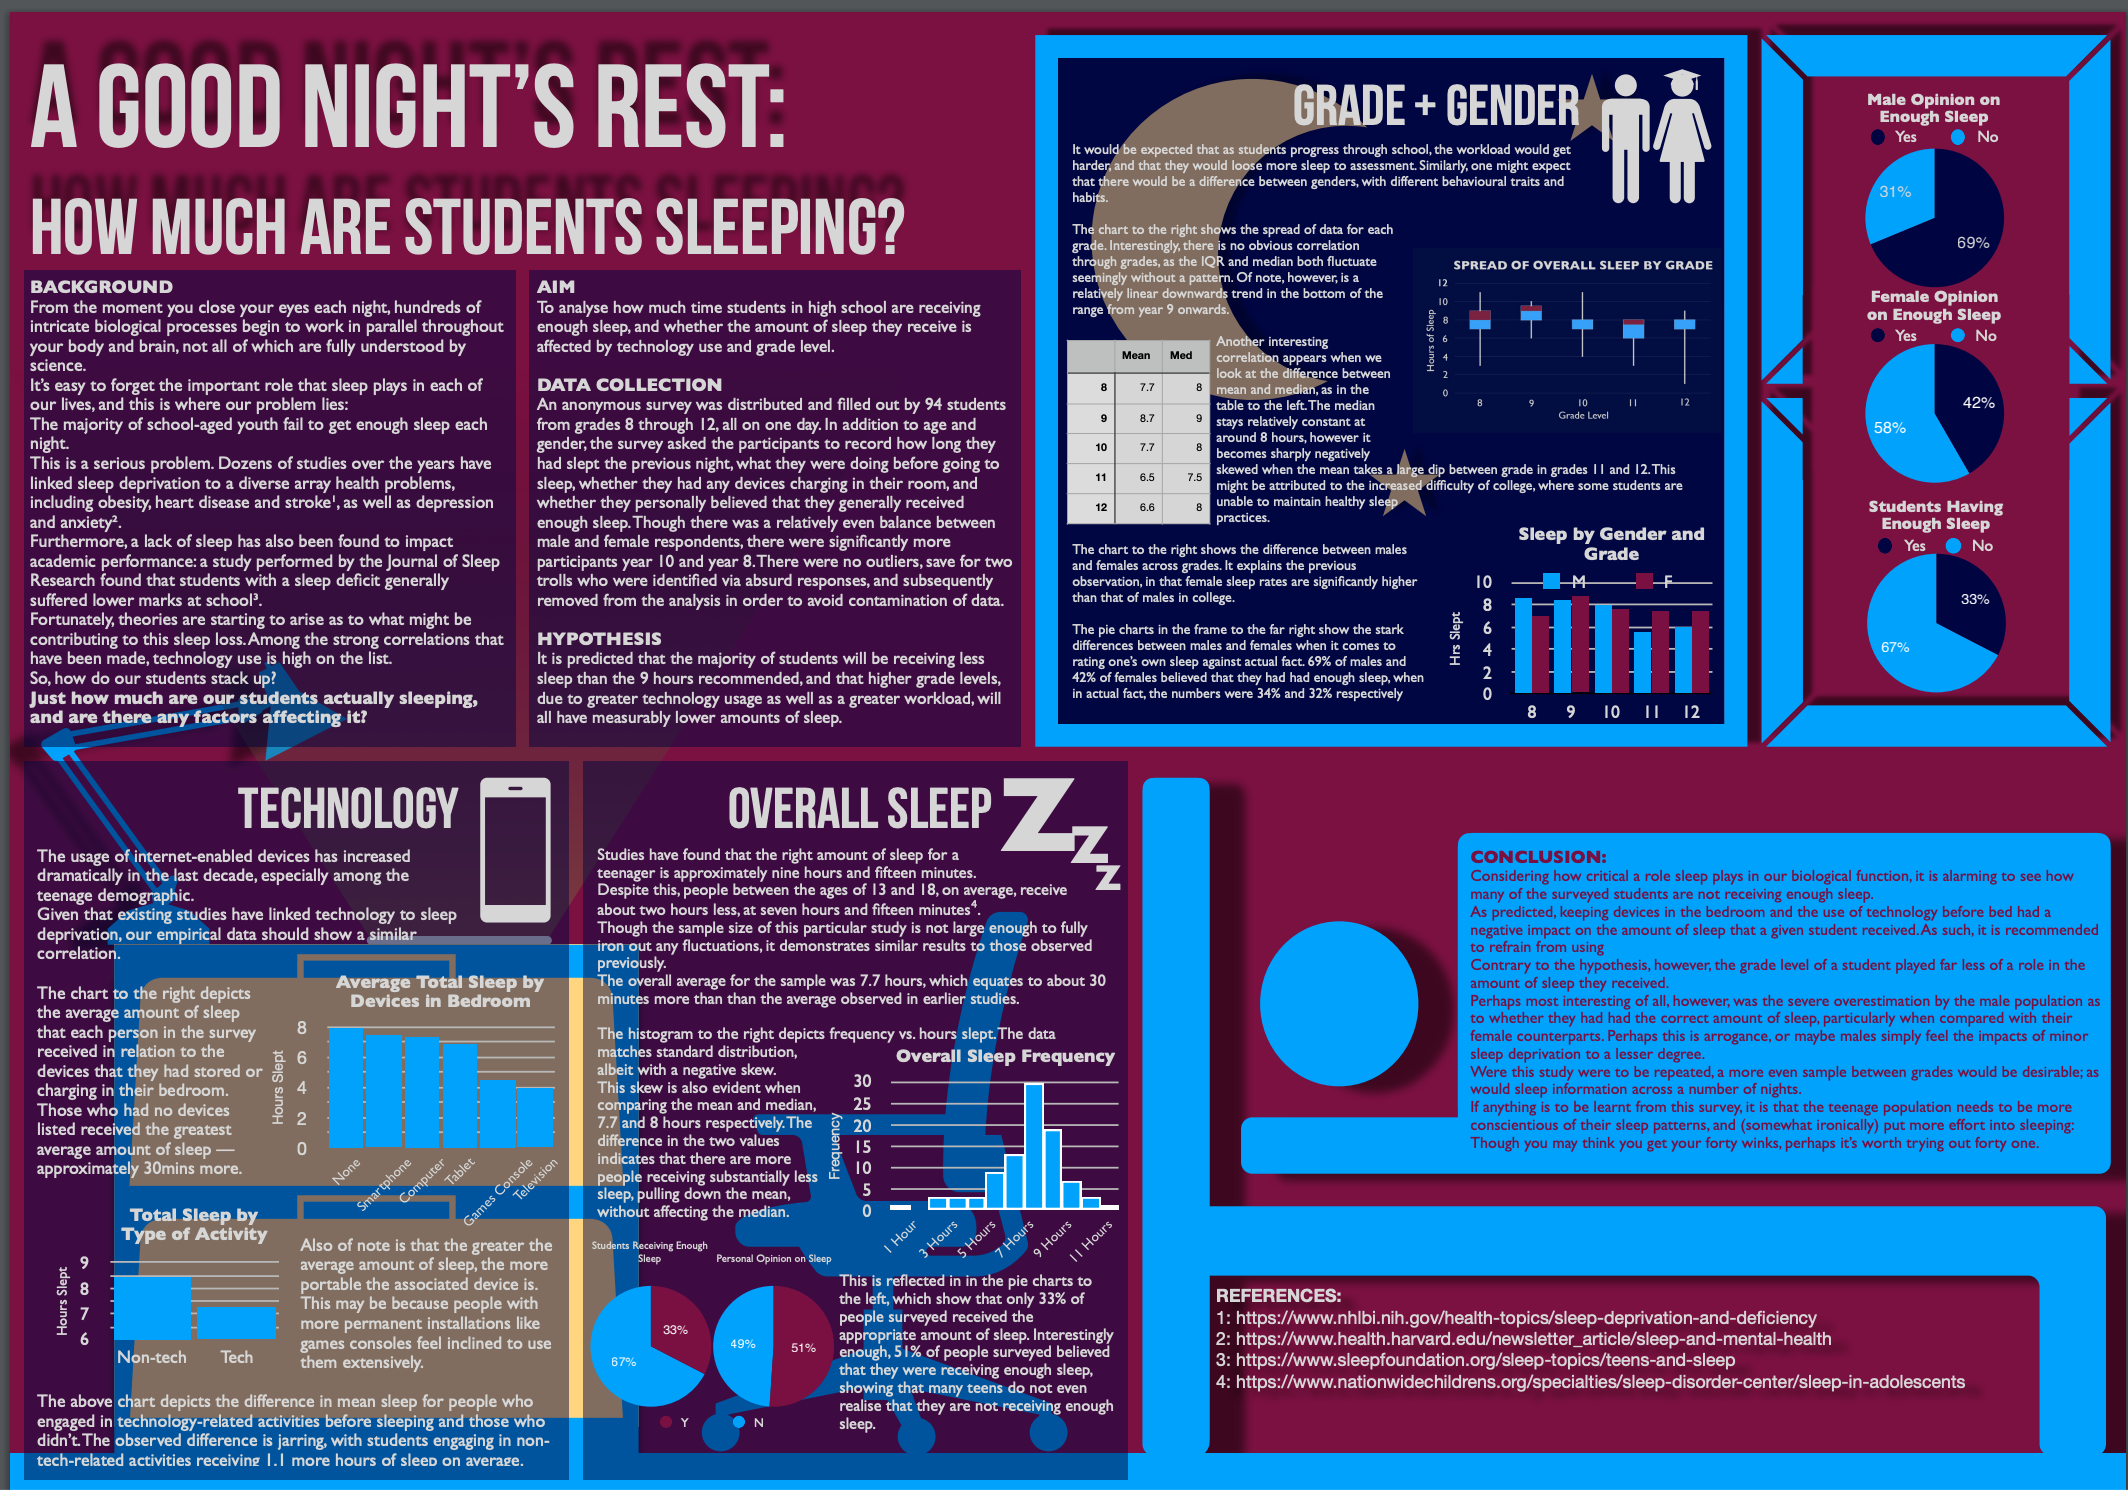 A GOOD NIGHT'S REST:
HOW MUCH ARE STUDENTS SLEEPING?
BACKGROUND
From the moment you close your eyes each night, hundreds of
intricate biological processes begin to work in parallel throughout
your body and brain, not all of which are fully understood by
science.
It's easy to forget the important role that sleep plays in each of
our lives, and this is where our problem lies:
The majority of school-aged youth fail to get enough sleep each
night.
This is a serious problem. Dozens of studies over the years have
linked sleep deprivation to a diverse array health problems,
including obesity, heart disease and stroke¹, as well as depression
and anxiety².
Furthermore, a lack of sleep has also been found to impact
academic performance: a study performed by the Journal of Sleep
Research found that students with a sleep deficit generally
suffered lower marks at school³.
Fortunately, theories are starting to arise as to what might be
contributing to this sleep loss. Among the strong correlations that
have been made, technology use is high on the list.
So, how do our students stack up?
Just how much are our students actually sleeping,
and are there any factors affecting it?
AIM
To analyse how much time students in high school are receiving
enough sleep, and whether the amount of sleep they receive is
affected by technology use and grade level.
DATA COLLECTION
An anonymous survey was distributed and filled out by 94 students
from grades 8 through 12, all on one day. In addition to age and
gender, the survey asked the participants to record how long they
had slept the previous night, what they were doing before going to
sleep, whether they had any devices charging in their room, and
whether they personally believed that they generally received
enough sleep. Though there was a relatively even balance between
male and female respondents, there were significantly more
participants year 10 and year 8. There were no outliers, save for two
trolls who were identified via absurd responses, and subsequently
removed from the analysis in order to avoid contamination of data.
HYPOTHESIS
It is predicted that the majority of students will be receiving less
sleep than the 9 hours recommended, and that higher grade levels,
due to greater technology usage as well as a greater workload, will
all have measurably lower amounts of sleep.
GRADE + GENDER
It would be expected that as students progress through school, the workload would get
harder, and that they would loose more sleep to assessment. Similarly, one might expect
that there would be a difference between genders, with different behavioural traits and
habits.
The chart to the right shows the spread of data for each
grade. Interestingly, there is no obvious correlation
through grades, as the IQR and median both fluctuate
seemingly without a pattern. Of note, however, is a
relatively linear downwards trend in the bottom of the
range from year 9 onwards.
SPREAD OF OVERALL SLEEP BY GRADE
Hours of Sleep
12
10
8
6
4
2
0
8 9 10 11 12
Grade Level
Mean Med
8 7.7 8
9 8.7 9
10 7.7 8
11 6.5 7.5
12 6.6 8
Another interesting
correlation appears when we
look at the difference between
mean and median, as in the
table to the left. The median
stays relatively constant at
around 8 hours, however it
becomes sharply negatively
skewed when the mean takes a large dip between grade in grades 11 and 12. This
might be attributed to the increased difficulty of college, where some students are
unable to maintain healthy sleep
practices.
The chart to the right shows the difference between males
and females across grades. It explains the previous
observation, in that female sleep rates are significantly higher
than that of males in college.
The pie charts in the frame to the far right show the stark
differences between males and females when it comes to
rating one's own sleep against actual fact. 69% of males and
42% of females believed that they had had enough sleep, when
in actual fact, the numbers were 34% and 32% respectively
Sleep by Gender and
Grade
M F
Hrs Slept
10
8
6
4
2
0
8 9 10 11 12
Male Opinion on
Enough Sleep
Yes No
31%
69%
Female Opinion
on Enough Sleep
Yes No
42%
58%
Students Having
Enough Sleep
Yes No
33%
67%
TECHNOLOGY
The usage of internet-enabled devices has increased
dramatically in the last decade, especially among the
teenage demographic.
Given that existing studies have linked technology to sleep
deprivation, our empirical data should show a similar
correlation.
The chart to the right depicts
the average amount of sleep
that each person in the survey
received in relation to the
devices that they had stored or
charging in their bedroom.
Those who had no devices
listed received the greatest
average amount of sleep —
approximately 30mins more.
Average Total Sleep by
Devices in Bedroom
Hours Slept
8
6
4
2
0
None
Smartphone
Computer
Tablet
Games Console
Television
Total Sleep by
Type of Activity
Hours Slept
9
8
7
6
Non-tech Tech
Also of note is that the greater the
average amount of sleep, the more
portable the associated device is.
This may be because people with
more permanent installations like
games consoles feel inclined to use
them extensively.
The above chart depicts the difference in mean sleep for people who
engaged in technology-related activities before sleeping and those who
didn't. The observed difference is jarring, with students engaging in non-
tech-related activities receiving 1.1 more hours of sleep on average.
OVERALL SLEEP
Z
Z
Z
Studies have found that the right amount of sleep for a
teenager is approximately nine hours and fifteen minutes.
Despite this, people between the ages of 13 and 18, on average, receive
about two hours less, at seven hours and fifteen minutes⁴.
Though the sample size of this particular study is not large enough to fully
iron out any fluctuations, it demonstrates similar results to those observed
previously.
The overall average for the sample was 7.7 hours, which equates to about 30
minutes more than than the average observed in earlier studies.
The histogram to the right depicts frequency vs. hours slept. The data
matches standard distribution,
albeit with a negative skew.
This skew is also evident when
comparing the mean and median,
7.7 and 8 hours respectively. The
difference in the two values
indicates that there are more
people receiving substantially less
sleep, pulling down the mean,
without affecting the median.
Overall Sleep Frequency
Frequency
30
25
20
15
10
5
0
1 Hour
3 Hours
5 Hours
7 Hours
9 Hours
11 Hours
Students Receiving Enough
Sleep
33%
67%
Personal Opinion on Sleep
49%
51%
Y N
This is reflected in in the pie charts to
the left, which show that only 33% of
people surveyed received the
appropriate amount of sleep. Interestingly
enough, 51% of people surveyed believed
that they were receiving enough sleep,
showing that many teens do not even
realise that they are not receiving enough
sleep.
CONCLUSION:
Considering how critical a role sleep plays in our biological function, it is alarming to see how
many of the surveyed students are not receiving enough sleep.
As predicted, keeping devices in the bedroom and the use of technology before bed had a
negative impact on the amount of sleep that a given student received. As such, it is recommended
to refrain from using
Contrary to the hypothesis, however, the grade level of a student played far less of a role in the
amount of sleep they received.
Perhaps most interesting of all, however, was the severe overestimation by the male population as
to whether they had had the correct amount of sleep, particularly when compared with their
female counterparts. Perhaps this is arrogance, or maybe males simply feel the impacts of minor
sleep deprivation to a lesser degree.
Were this study were to be repeated, a more even sample between grades would be desirable; as
would sleep information across a number of nights.
If anything is to be learnt from this survey, it is that the teenage population needs to be more
conscientious of their sleep patterns, and (somewhat ironically) put more effort into sleeping:
Though you may think you get your forty winks, perhaps it's worth trying out forty one.
REFERENCES:
1: https://www.nhlbi.nih.gov/health-topics/sleep-deprivation-and-deficiency
2: https://www.health.harvard.edu/newsletter_article/sleep-and-mental-health
3: https://www.sleepfoundation.org/sleep-topics/teens-and-sleep
4: https://www.nationwidechildrens.org/specialties/sleep-disorder-center/sleep-in-adolescents